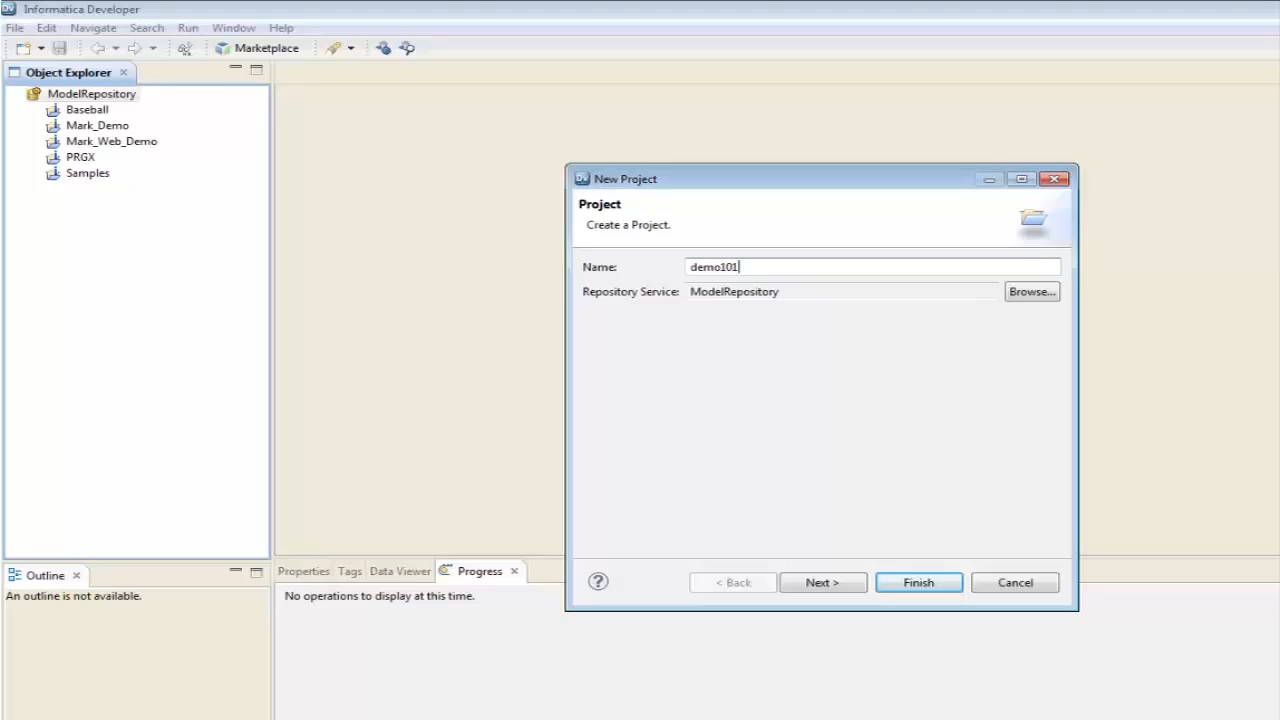 Informatica Developer
File Edit Navigate Search Run Window Help
Marketplace
Object Explorer
ModelRepository
Baseball
Mark_Demo
Mark_Web_Demo
PRGX
Samples
New Project
Project
Create a Project.
Name: demo101
Repository Service: ModelRepository Browse...
< Back Next > Finish Cancel
Outline
An outline is not available.
Properties Tags Data Viewer Progress
No operations to display at this time.